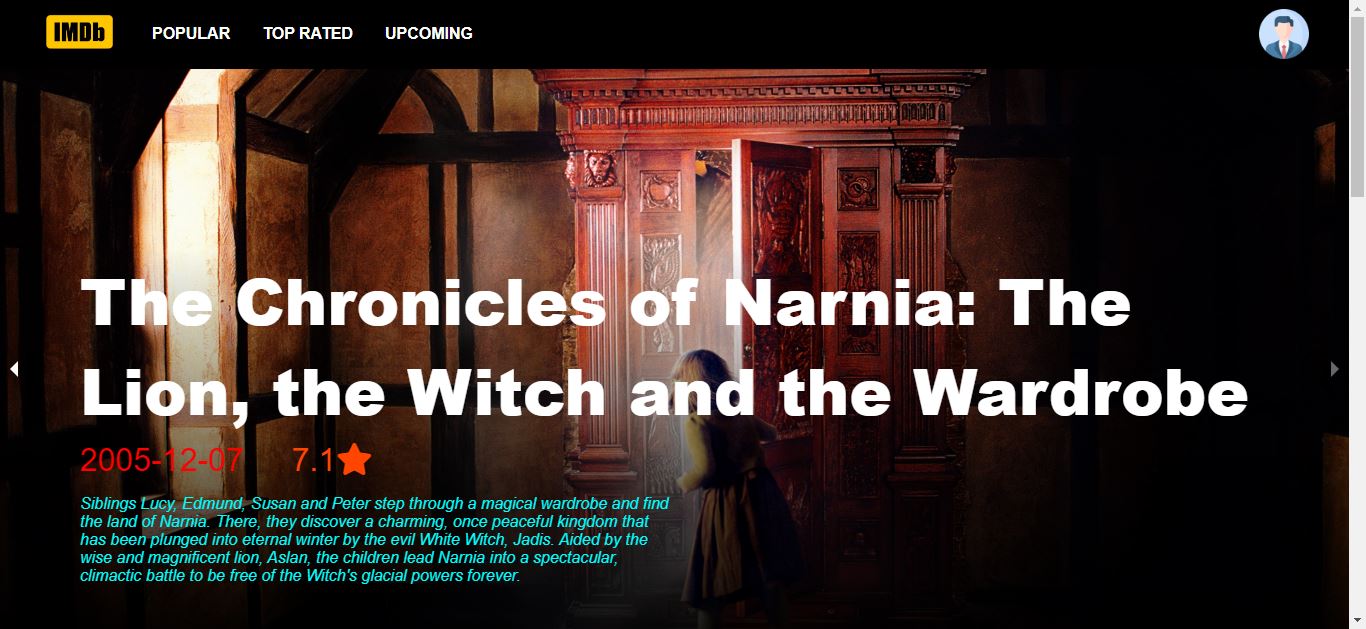 IMDb POPULAR TOP RATED UPCOMING
The Chronicles of Narnia: The
Lion, the Witch and the Wardrobe
2005-12-07 7.1
Siblings Lucy, Edmund, Susan and Peter step through a magical wardrobe and find
the land of Narnia. There, they discover a charming, once peaceful kingdom that
has been plunged into eternal winter by the evil White Witch, Jadis. Aided by the
wise and magnificent lion, Aslan, the children lead Narnia into a spectacular,
climactic battle to be free of the Witch's glacial powers forever.